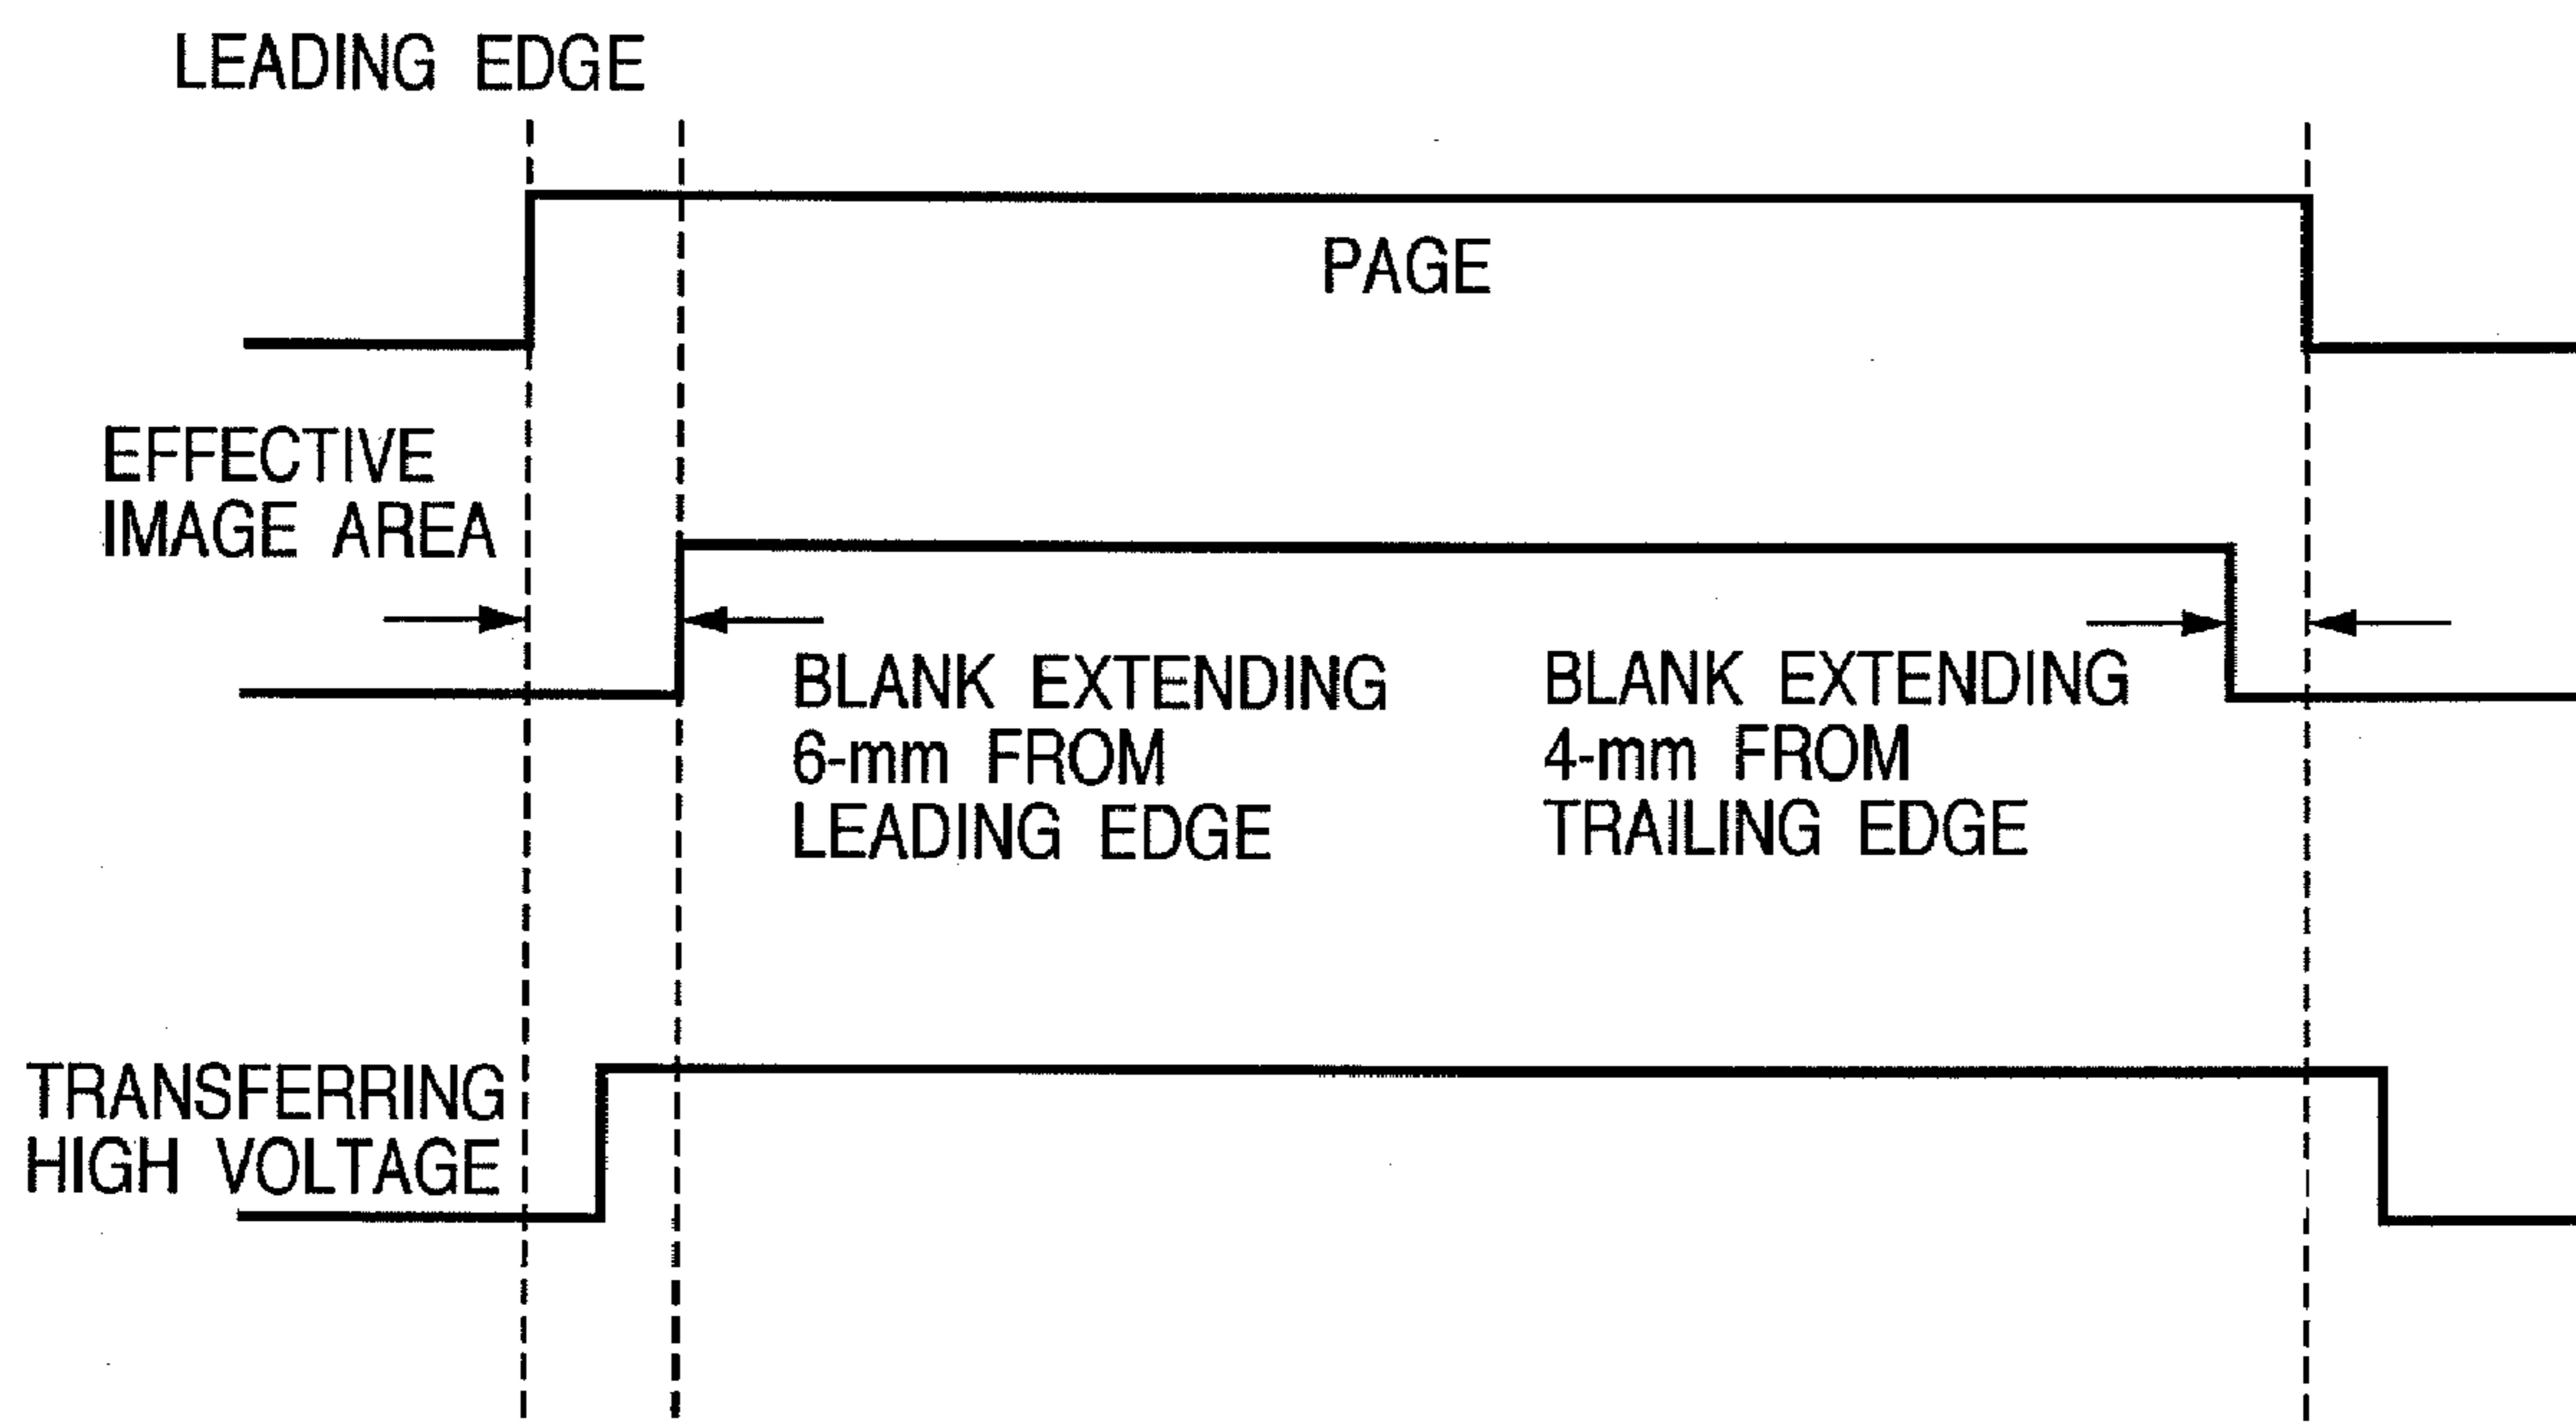 LEADING EDGE
PAGE
EFFECTIVE
IMAGE AREA
BLANK EXTENDING
6-mm FROM
LEADING EDGE
BLANK EXTENDING
4-mm FROM
TRAILING EDGE
TRANSFERRING
HIGH VOLTAGE